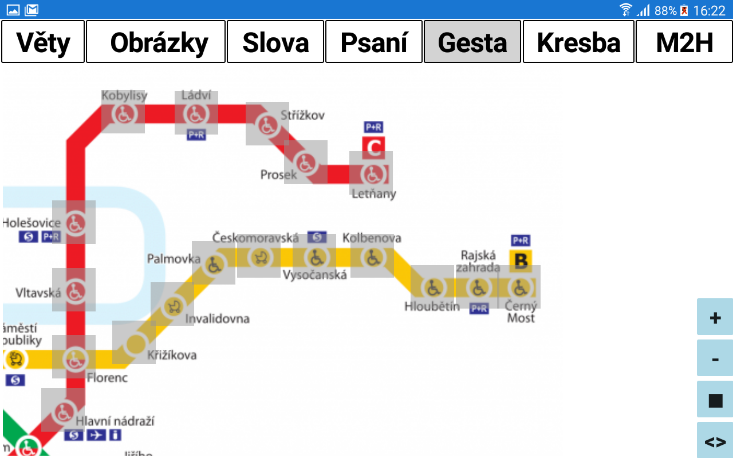 88% 16:22
Věty Obrázky Slova Psaní Gesta Kresba M2H
Kobylisy
Ládví
P+R
Střížkov
P+R
C
Prosek
Letňany
Holešovice
S P+R
Českomoravská
S
Kolbenova
P+R
B
Palmovka
Vysočanská
Rajská
zahrada
Vltavská
Hloubětín
P+R
Černý
Most
Invalidovna
áměstí
publiky
S
Křižíkova
Florenc
Hlavní nádraží
S i
m
Jiřího
+
-
<>